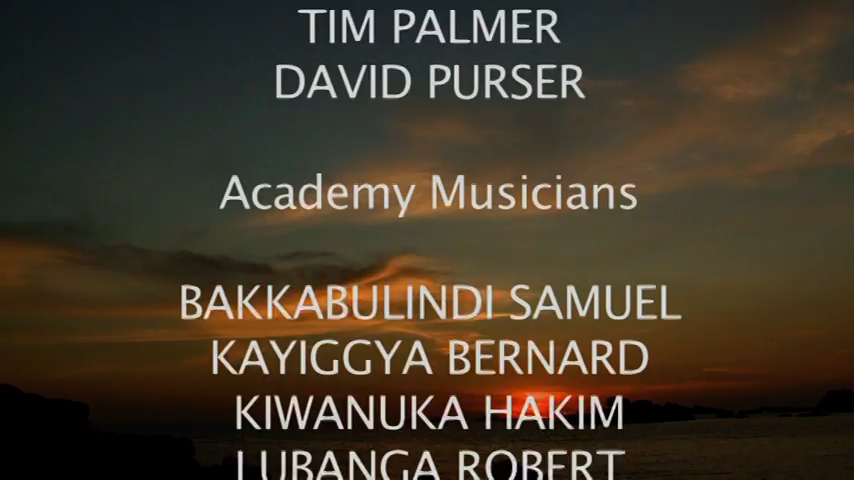 TIM PALMER
DAVID PURSER
Academy Musicians
BAKKABULINDI SAMUEL
KAYIGGYA BERNARD
KIWANUKA HAKIM
LUBANGA ROBERT